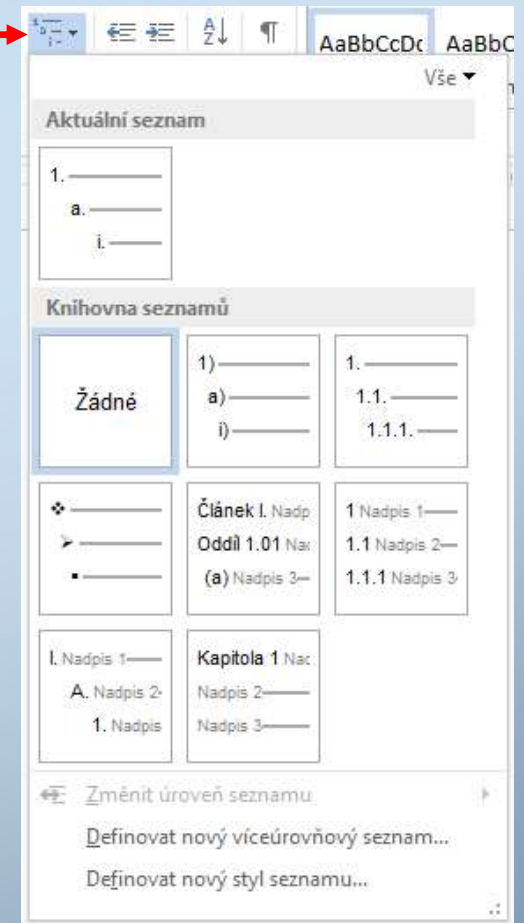 AaBbCcDc AaBbC
Vše
Aktuální seznam
1.
a.
i.
Knihovna seznamů
Žádné
1)
a)
i)
1.
1.1.
1.1.1.
Článek I. Nadp
Oddíl 1.01 Na
(a) Nadpis 3
1 Nadpis 1
1.1 Nadpis 2
1.1.1 Nadpis 3
I. Nadpis 1
A. Nadpis 2
1. Nadpis
Kapitola 1 Nad
Nadpis 2
Nadpis 3
Změnit úroveň seznamu
Definovat nový víceúrovňový seznam...
Definovat nový styl seznamu...